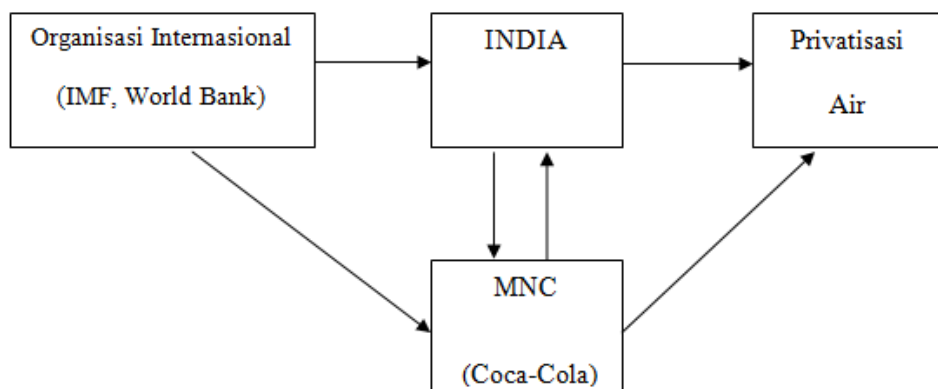 Organisasi Internasional
(IMF, World Bank)
INDIA
Privatisasi
Air
MNC
(Coca-Cola)